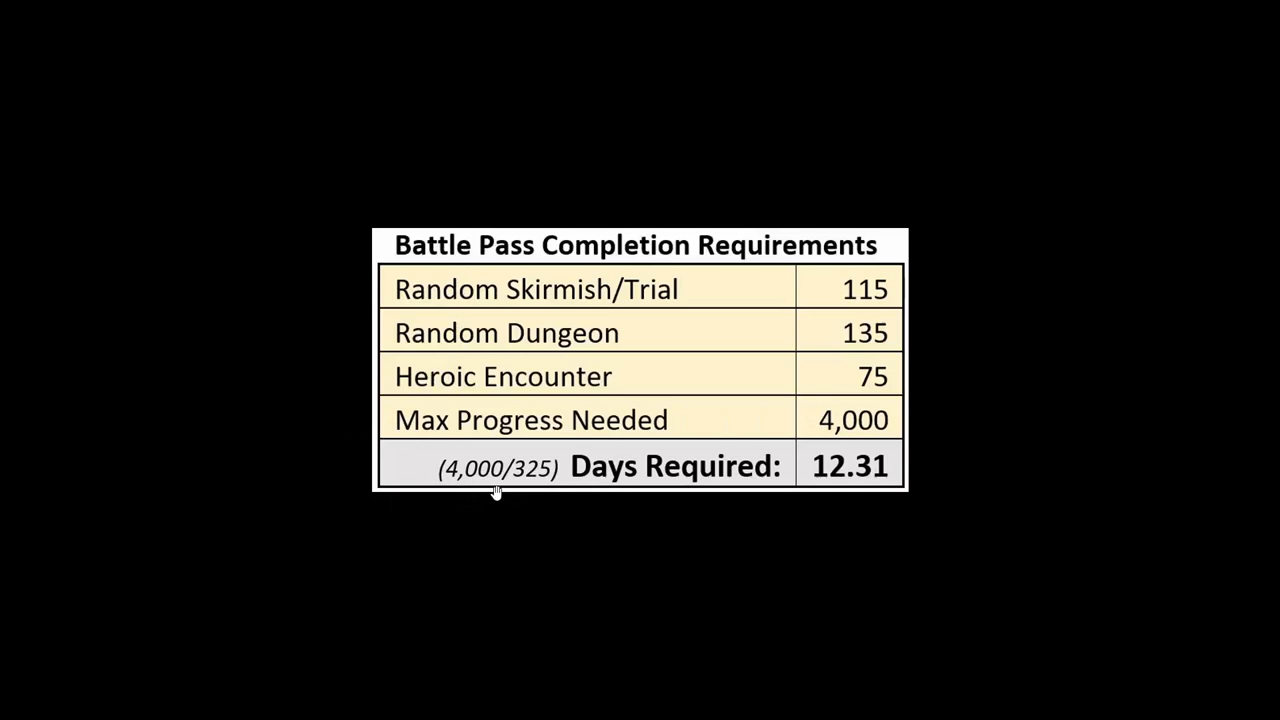 Battle Pass Completion Requirements
Random Skirmish/Trial 115
Random Dungeon 135
Heroic Encounter 75
Max Progress Needed 4,000
(4,000/325) Days Required: 12.31